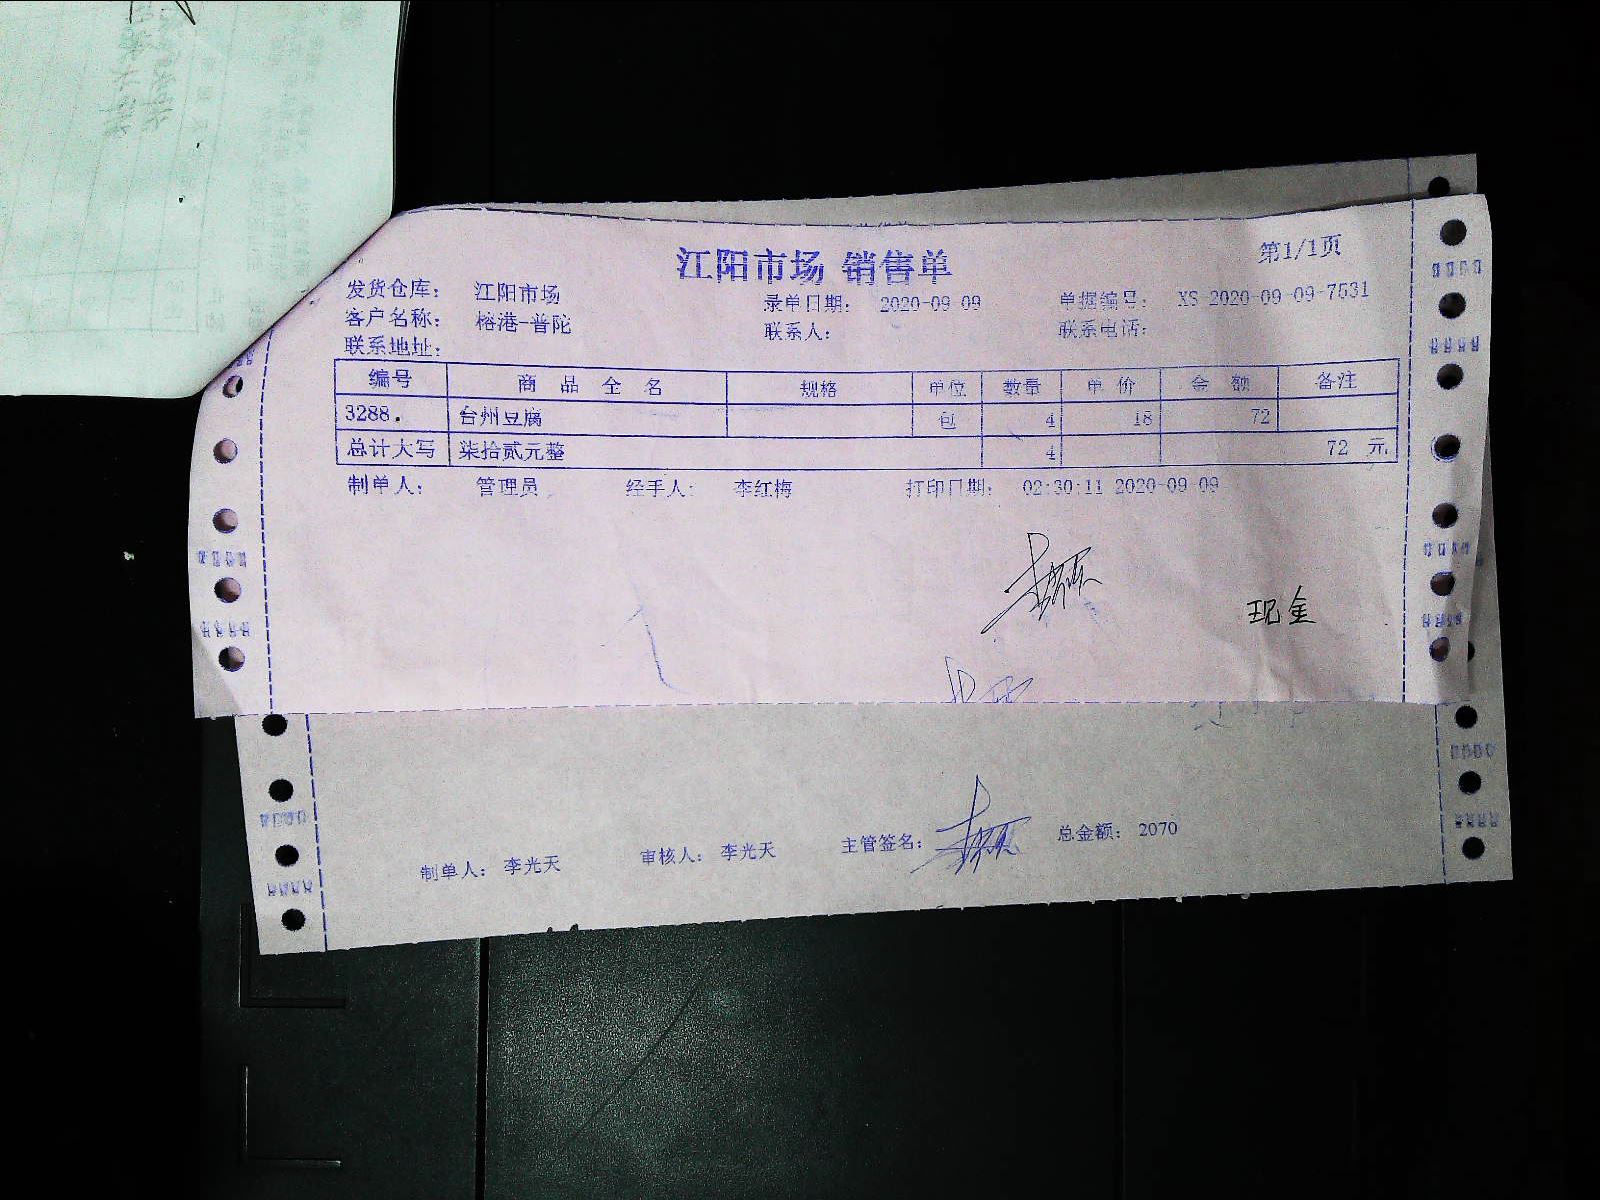 江阳市场 销售单
第1/1页
发货仓库： 江阳市场 录单日期： 2020-09-09 单据编号： XS-2020-09-09-7531
客户名称： 榕港-普陀 联系人： 联系电话：
联系地址：
编号 商品全名 规格 单位 数量 单价 金额 备注
3288. 台州豆腐 包 4 18 72
总计大写 柒拾贰元整 4 72 元
制单人： 管理员 经手人： 李红梅 打印日期： 02:30:11 2020-09-09
现金
制单人： 李光天 审核人： 李光天 主管签名： 总金额： 2070